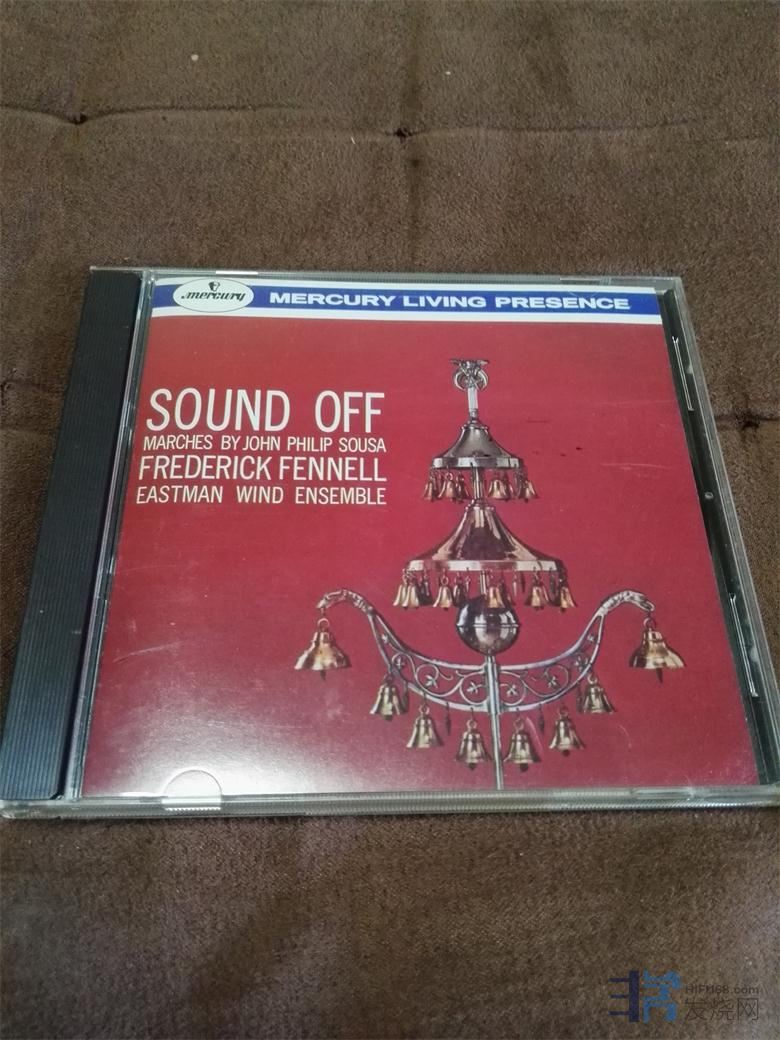 mercury MERCURY LIVING PRESENCE
SOUND OFF
MARCHES BY JOHN PHILIP SOUSA
FREDERICK FENNELL
EASTMAN WIND ENSEMBLE
HIFI168.com
发烧网